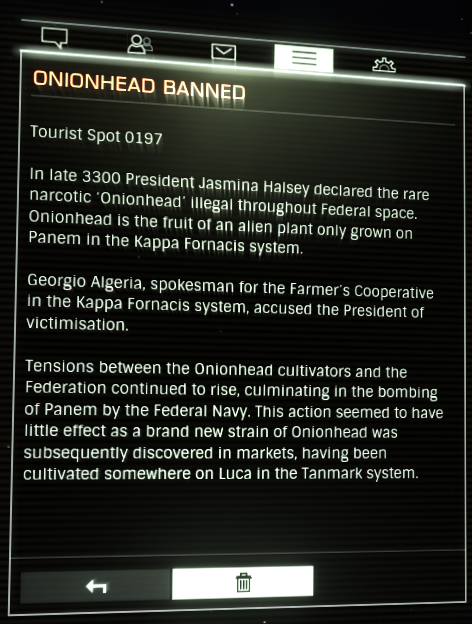 ONIONHEAD BANNED
Tourist Spot 0197
In late 3300 President Jasmina Halsey declared the rare
narcotic 'Onionhead' illegal throughout Federal space.
Onionhead is the fruit of an alien plant only grown on
Panem in the Kappa Fornacis system.
Georgio Algeria, spokesman for the Farmer's Cooperative
in the Kappa Fornacis system, accused the President of
victimisation.
Tensions between the Onionhead cultivators and the
Federation continued to rise, culminating in the bombing
of Panem by the Federal Navy. This action seemed to have
little effect as a brand new strain of Onionhead was
subsequently discovered in markets, having been
cultivated somewhere on Luca in the Tanmark system.